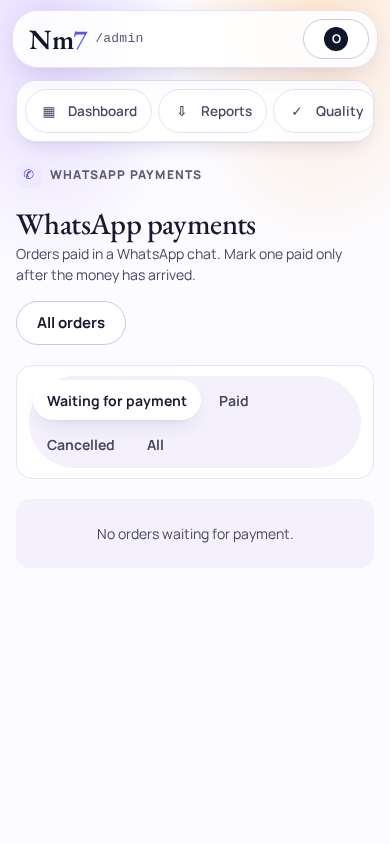 Nm7 /admin O
Dashboard Reports Quality
WHATSAPP PAYMENTS
WhatsApp payments
Orders paid in a WhatsApp chat. Mark one paid only
after the money has arrived.
All orders
Waiting for payment Paid
Cancelled All
No orders waiting for payment.